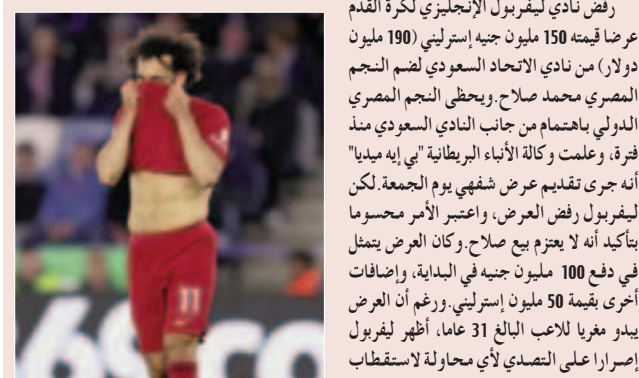 رفض نادي ليفربول الإنجليزي لكرة القدم
عرضا قيمته 150 مليون جنيه إسترليني (190 مليون
دولار) من نادي الاتحاد السعودي لضم النجم
المصري محمد صلاح.ويحظى النجم المصري
الدولي باهتمام من جانب النادي السعودي منذ
فترة، وعلمت وكالة الأنباء البريطانية "بي إيه ميديا"
أنه جرى تقديم عرض شفهي يوم الجمعة.لكن
ليفربول رفض العرض، واعتبر الأمر محسوما
بتأكيد أنه لا يعتزم بيع صلاح.وكان العرض يتمثل
في دفع 100 مليون جنيه في البداية، وإضافات
أخرى بقيمة 50 مليون إسترليني.ورغم أن العرض
يبدو مغريا للاعب البالغ 31 عاما، أظهر ليفربول
إصرارا على التصدي لأي محاولة لاستقطاب
11